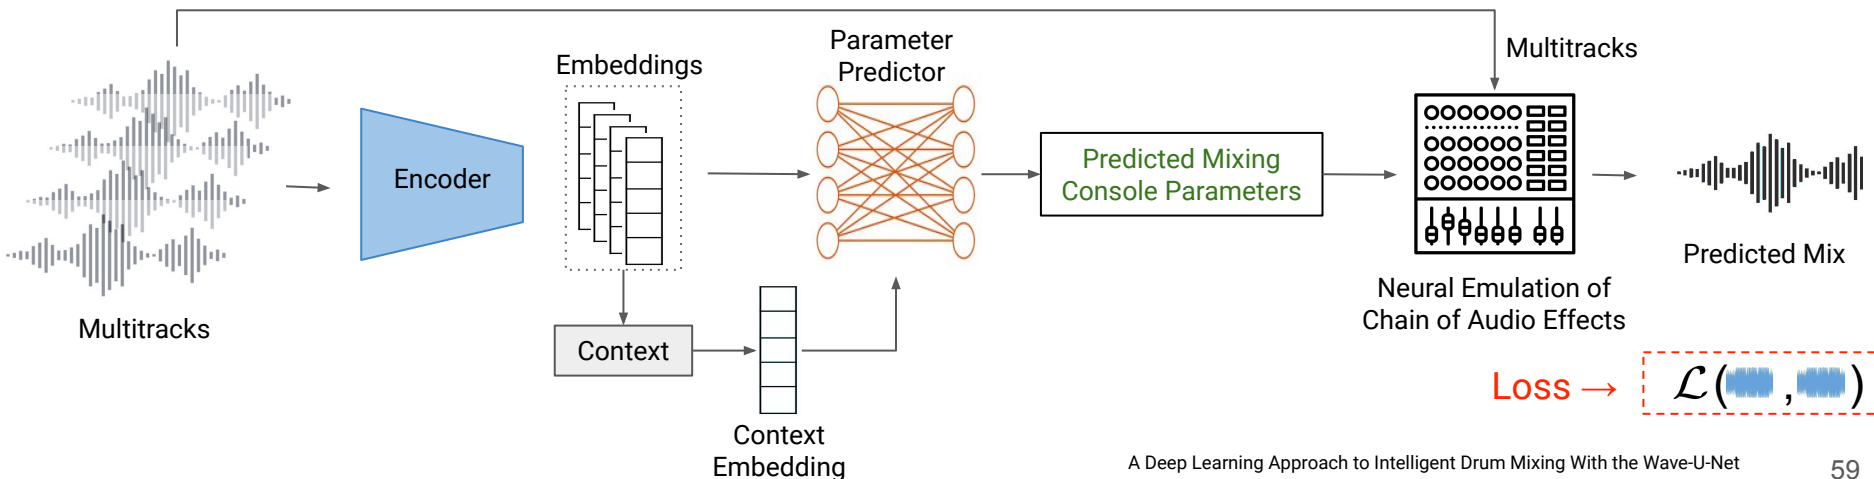 Multitracks
Encoder
Embeddings
Context
Context
Embedding
Parameter
Predictor
Predicted Mixing
Console Parameters
Multitracks
Neural Emulation of
Chain of Audio Effects
Predicted Mix
Loss → ℒ( , )
A Deep Learning Approach to Intelligent Drum Mixing With the Wave-U-Net
59